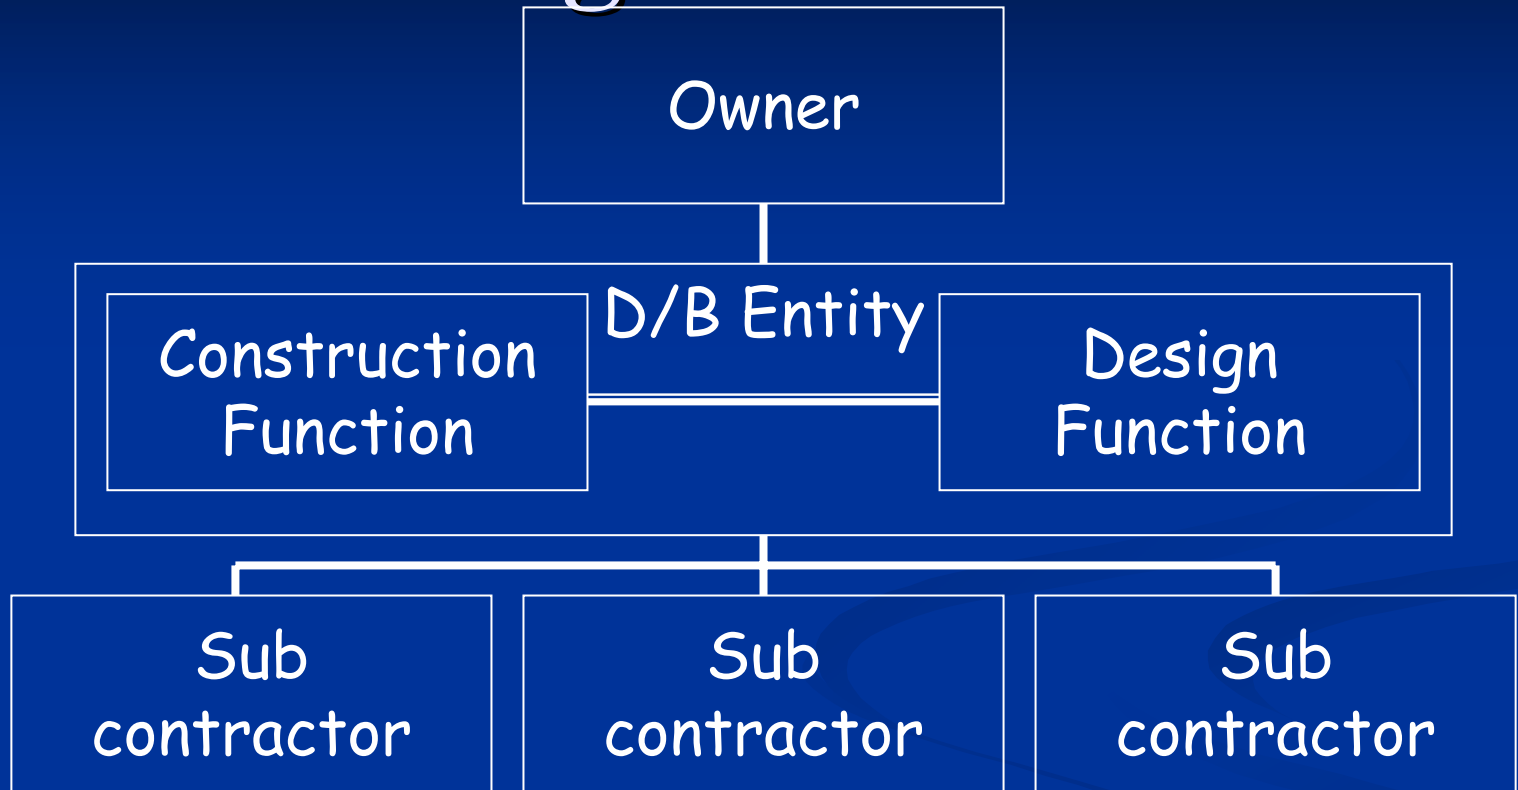 Owner
D/B Entity
Construction
Function
Design
Function
Sub
contractor
Sub
contractor
Sub
contractor